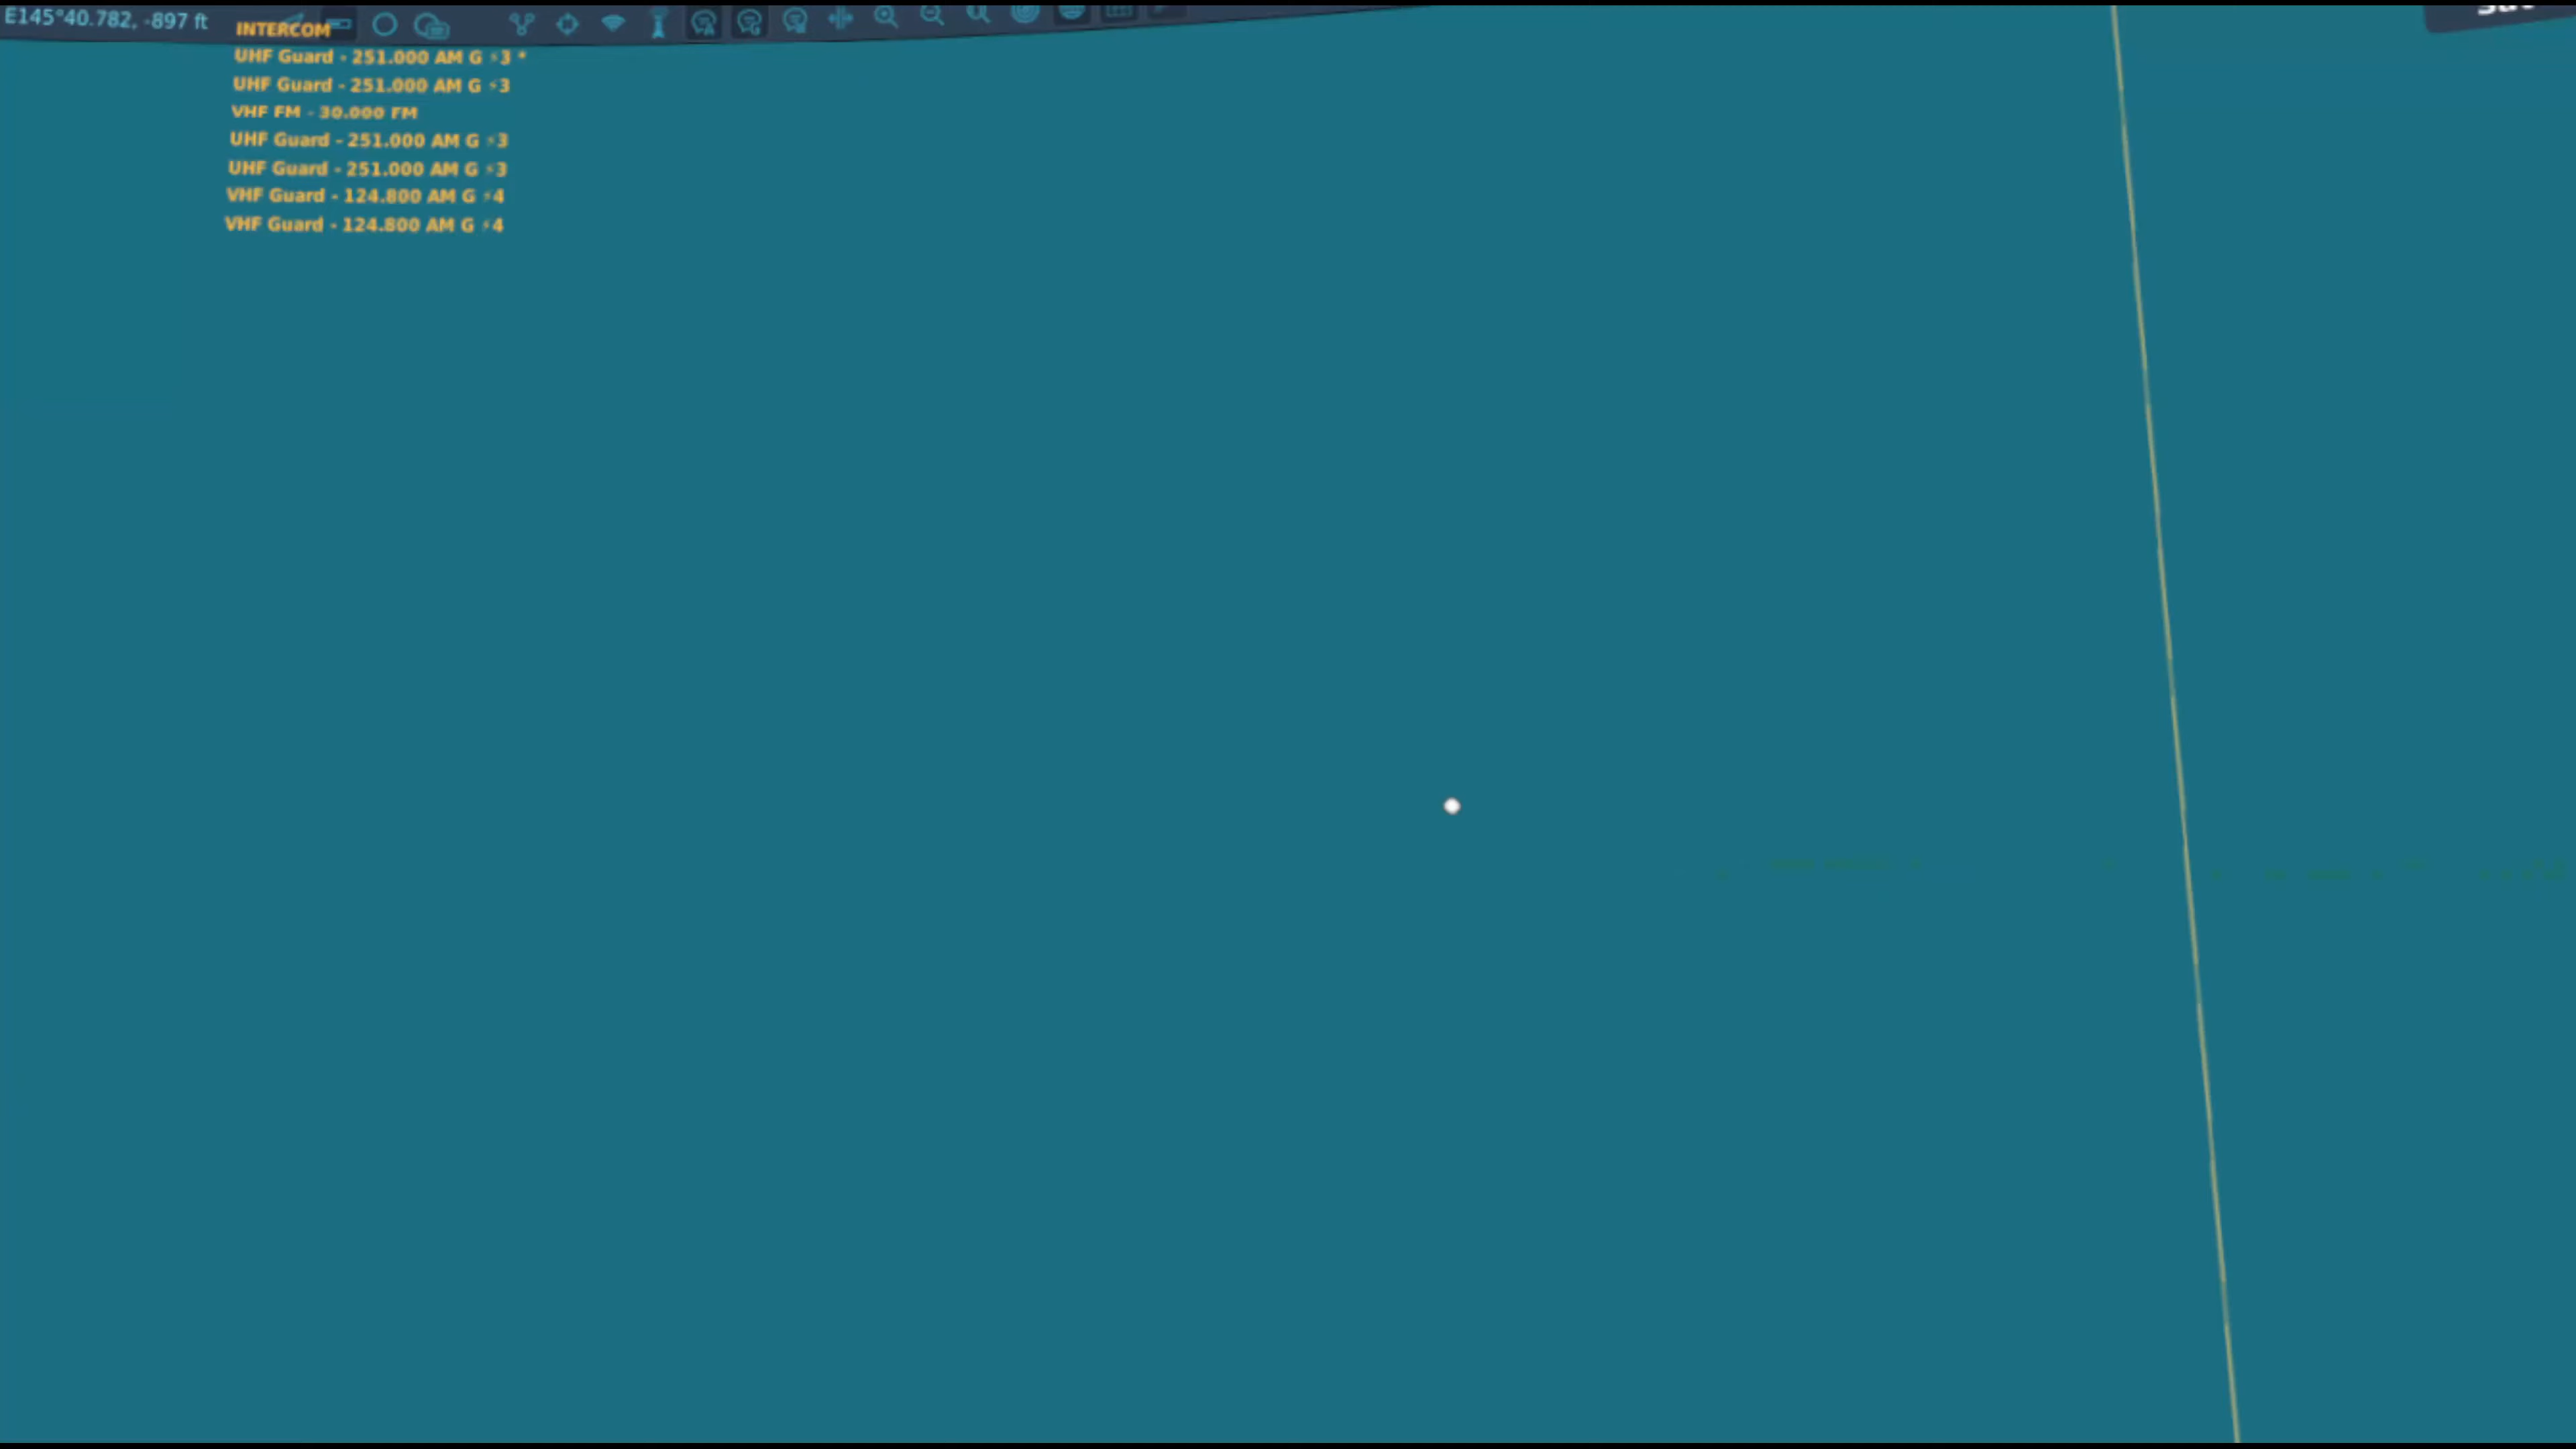 E145°40.782, -897 ft
INTERCOM
UHF Guard - 251.000 AM G ⚡3 *
UHF Guard - 251.000 AM G ⚡3
VHF FM - 30.000 FM
UHF Guard - 251.000 AM G ⚡3
UHF Guard - 251.000 AM G ⚡3
VHF Guard - 124.800 AM G ⚡4
VHF Guard - 124.800 AM G ⚡4